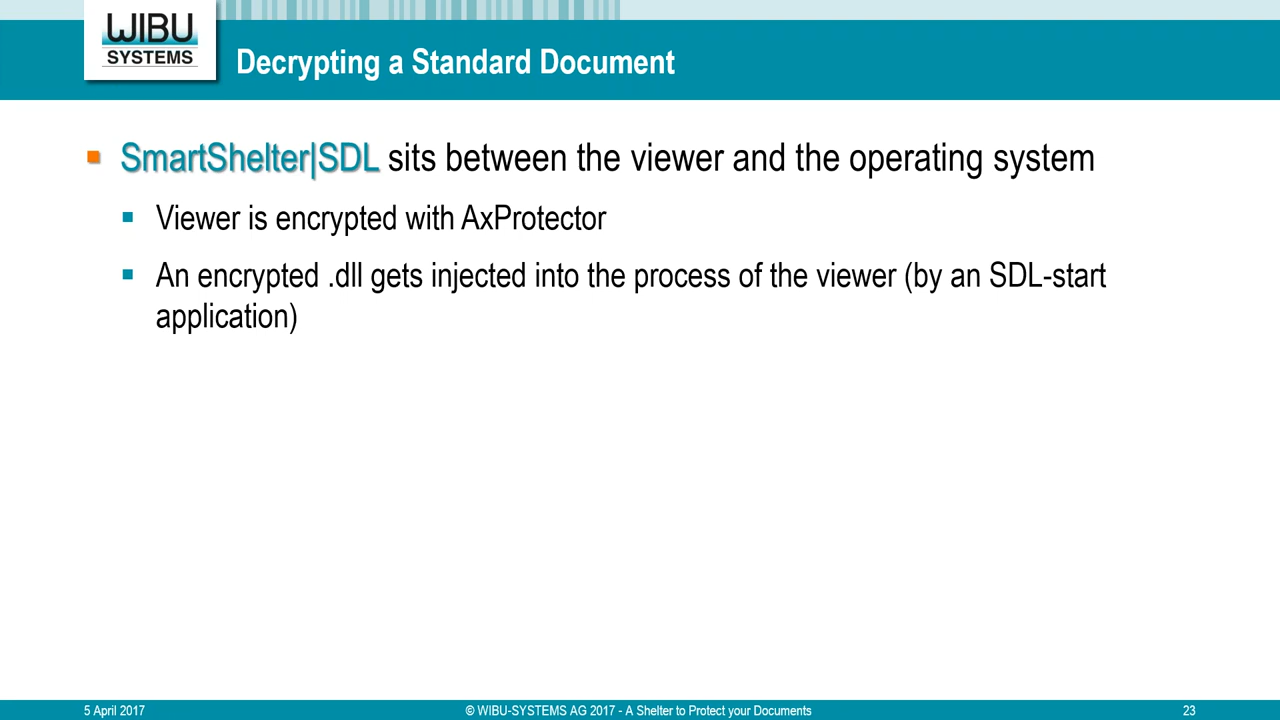 WIBU
SYSTEMS
Decrypting a Standard Document
SmartShelter|SDL sits between the viewer and the operating system
Viewer is encrypted with AxProtector
An encrypted .dll gets injected into the process of the viewer (by an SDL-start
application)
5 April 2017
© WIBU-SYSTEMS AG 2017 - A Shelter to Protect your Documents
23